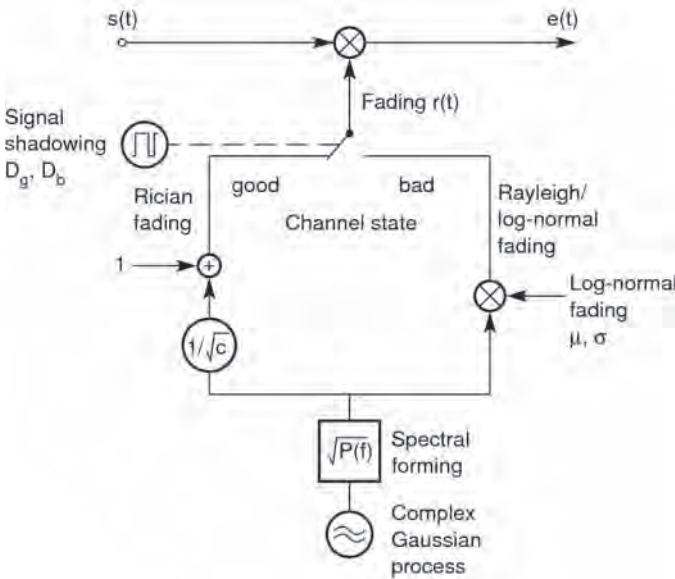 s(t)
e(t)
Fading r(t)
Signal
shadowing
D_g, D_b
good
bad
Rician
fading
Channel state
Rayleigh/
log-normal
fading
1
+
Log-normal
fading
μ, σ
1/√c
√P(f)
Spectral
forming
Complex
Gaussian
process